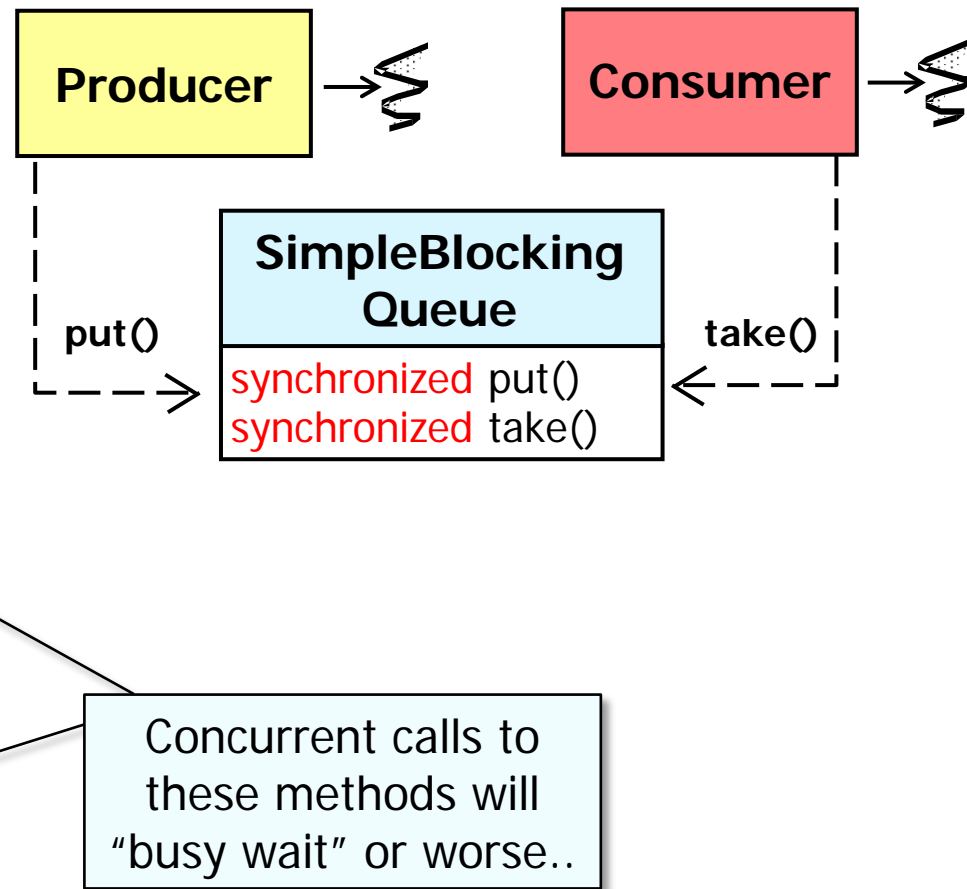 Producer
Consumer
SimpleBlocking
Queue
put()
take()
synchronized put()
synchronized take()
Concurrent calls to
these methods will
“busy wait” or worse..